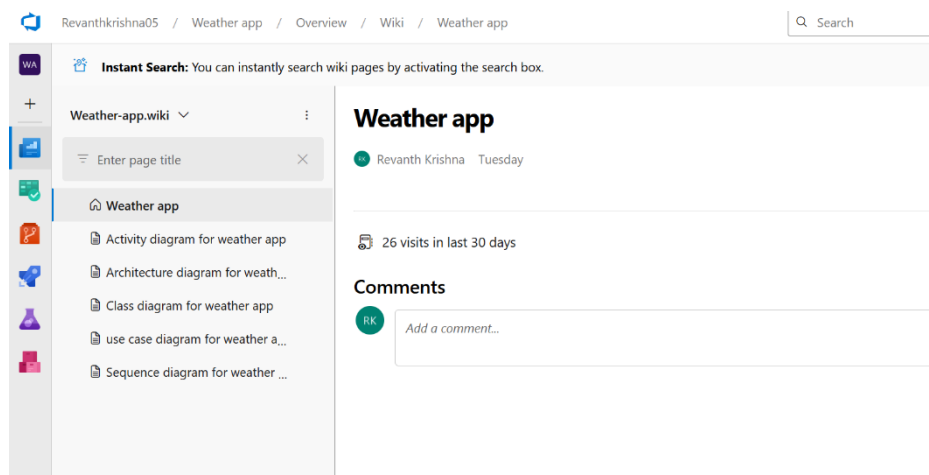 Revanthkrishna05 / Weather app / Overview / Wiki / Weather app
Search
WA
Instant Search: You can instantly search wiki pages by activating the search box.
Weather-app.wiki
Enter page title
Weather app
Activity diagram for weather app
Architecture diagram for weath...
Class diagram for weather app
use case diagram for weather a...
Sequence diagram for weather ...
Weather app
RK Revanth Krishna Tuesday
26 visits in last 30 days
Comments
RK
Add a comment...